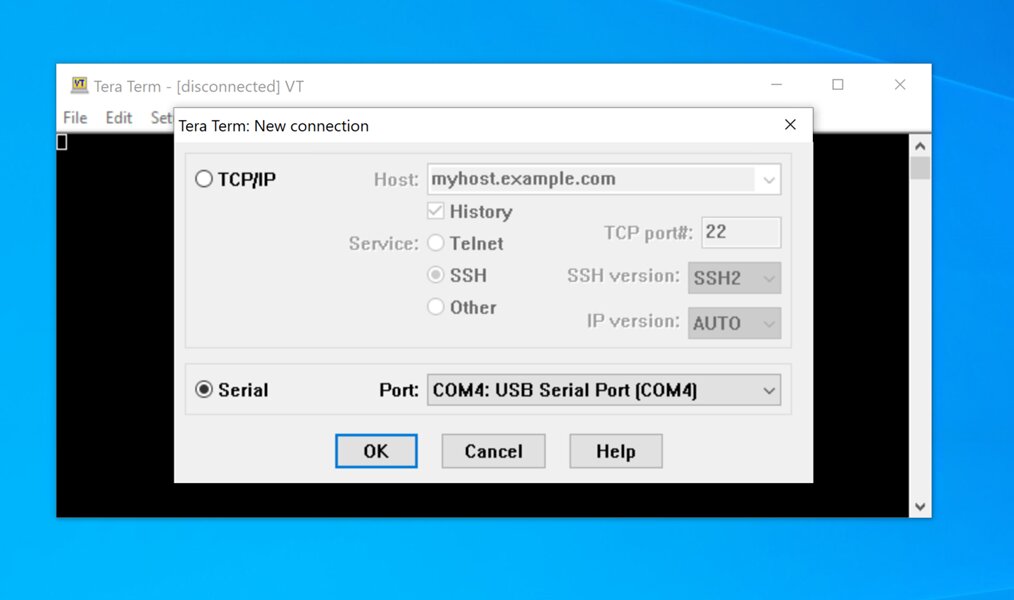 VT
Tera Term - [disconnected] VT
File Edit Set
Tera Term: New connection
TCP/IP Host: myhost.example.com
History
Service: Telnet TCP port#: 22
SSH SSH version: SSH2
Other IP version: AUTO
Serial Port: COM4: USB Serial Port (COM4)
OK Cancel Help